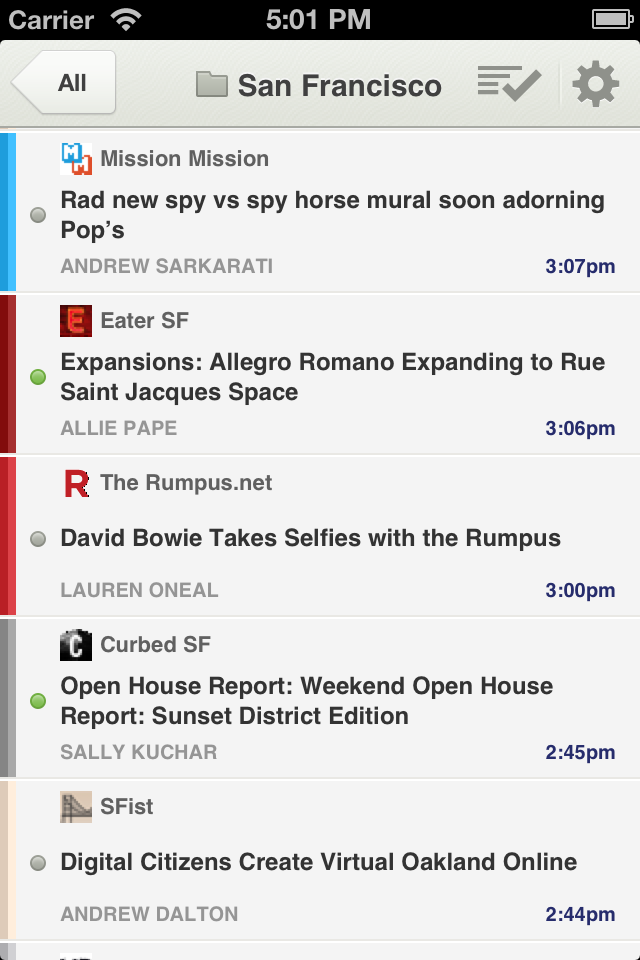 Carrier 5:01 PM
All San Francisco
Mission Mission
Rad new spy vs spy horse mural soon adorning
Pop’s
ANDREW SARKARATI 3:07pm
E Eater SF
Expansions: Allegro Romano Expanding to Rue
Saint Jacques Space
ALLIE PAPE 3:06pm
R The Rumpus.net
David Bowie Takes Selfies with the Rumpus
LAUREN ONEAL 3:00pm
C Curbed SF
Open House Report: Weekend Open House
Report: Sunset District Edition
SALLY KUCHAR 2:45pm
SFist
Digital Citizens Create Virtual Oakland Online
ANDREW DALTON 2:44pm